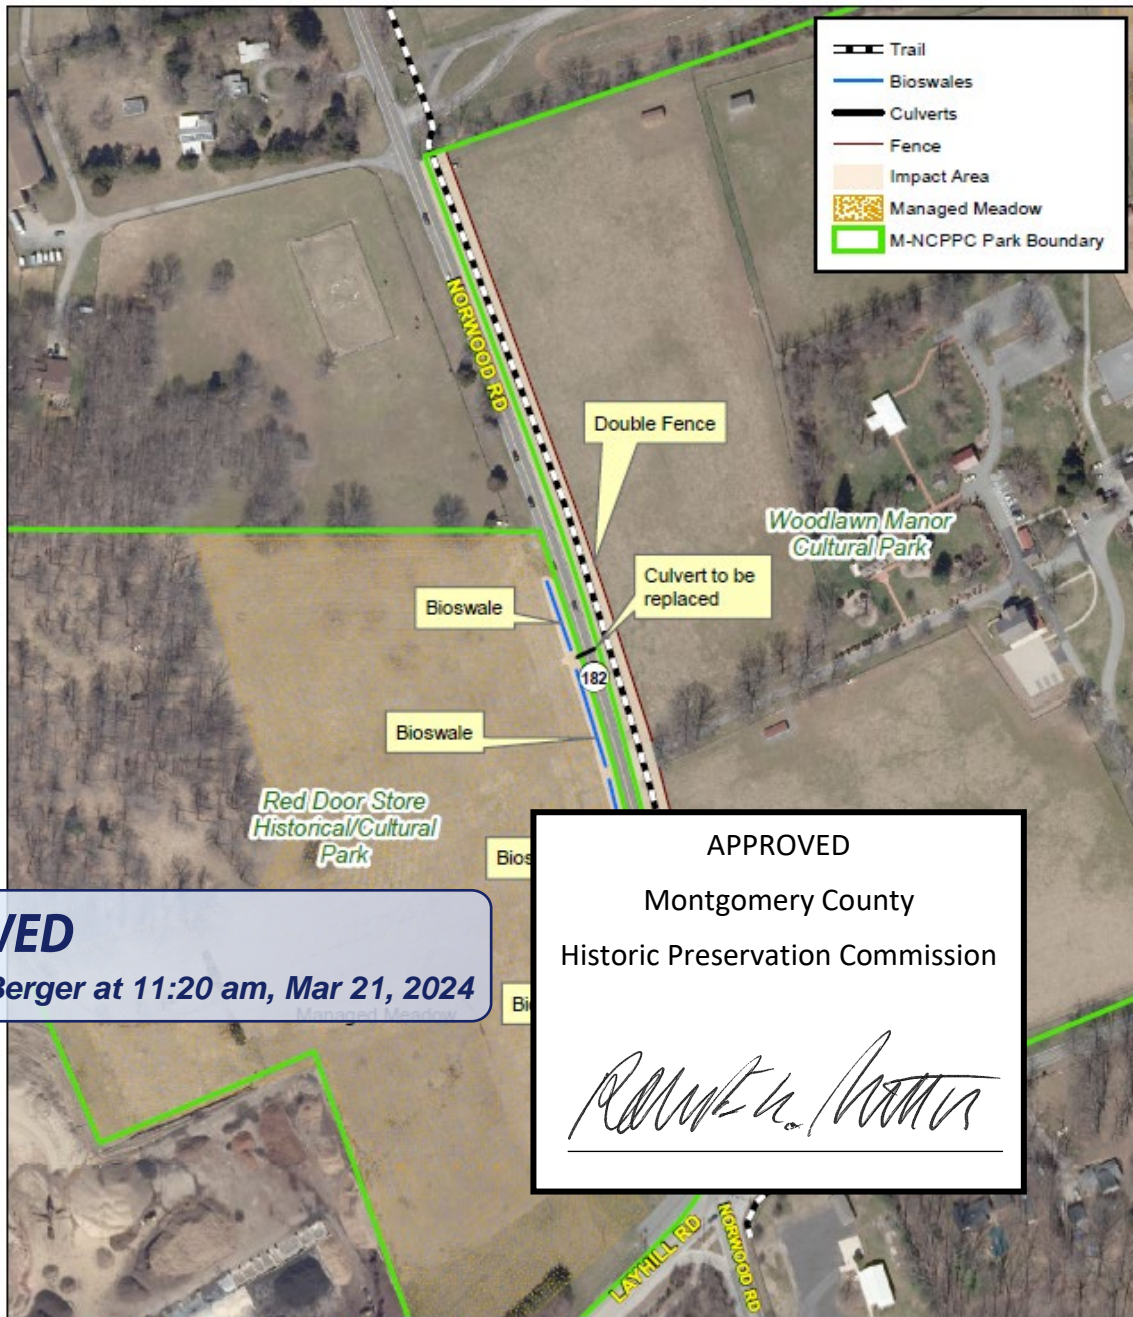 Trail
Bioswales
Culverts
Fence
Impact Area
Managed Meadow
M-NCPPC Park Boundary
NORWOOD RD
Double Fence
Woodlawn Manor
Cultural Park
Culvert to be
replaced
Bioswale
182
Bioswale
Red Door Store
Historical/Cultural
Park
Bios
APPROVED
Montgomery County
Historic Preservation Commission
VED
Berger at 11:20 am, Mar 21, 2024
Managed Meadow
Bio
LAYHILL RD
NORWOOD RD